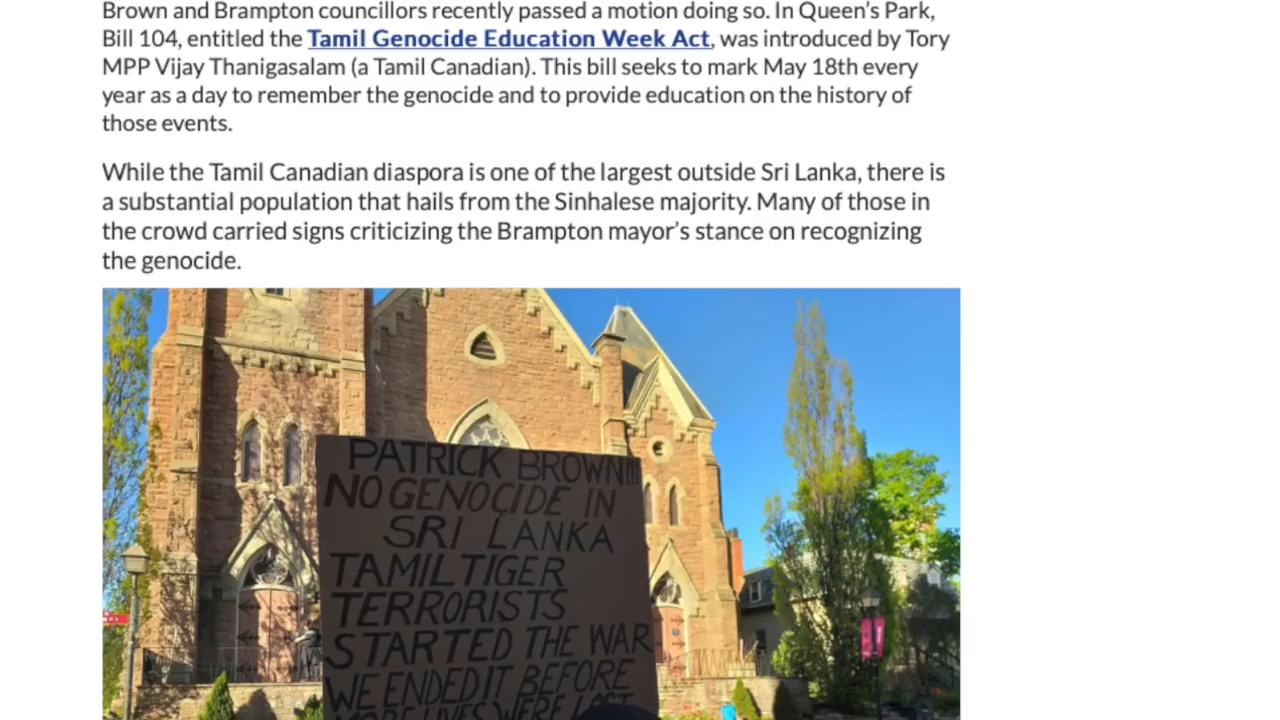 Brown and Brampton councillors recently passed a motion doing so. In Queen's Park,
Bill 104, entitled the Tamil Genocide Education Week Act, was introduced by Tory
MPP Vijay Thanigasalam (a Tamil Canadian). This bill seeks to mark May 18th every
year as a day to remember the genocide and to provide education on the history of
those events.
While the Tamil Canadian diaspora is one of the largest outside Sri Lanka, there is
a substantial population that hails from the Sinhalese majority. Many of those in
the crowd carried signs criticizing the Brampton mayor's stance on recognizing
the genocide.
PATRICK BROWN!!!
NO GENOCIDE IN
SRI LANKA
TAMIL TIGER
TERRORISTS
STARTED THE WAR
WE ENDED IT BEFORE
MORE LIVES WERE LOST